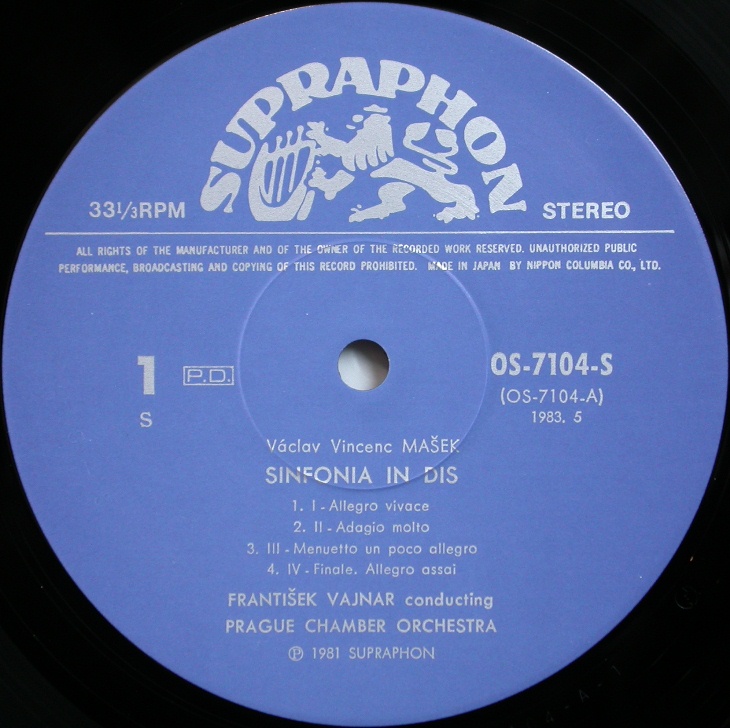 SUPRAPHON
33⅓RPM STEREO
ALL RIGHTS OF THE MANUFACTURER AND OF THE OWNER OF THE RECORDED WORK RESERVED. UNAUTHORIZED PUBLIC
PERFORMANCE, BROADCASTING AND COPYING OF THIS RECORD PROHIBITED. MADE IN JAPAN BY NIPPON COLUMBIA CO., LTD.
1 P.D. OS-7104-S
S (OS-7104-A)
1983. 5
Václav Vincenc MAŠEK
SINFONIA IN DIS
1. I - Allegro vivace
2. II - Adagio molto
3. III - Menuetto un poco allegro
4. IV - Finale. Allegro assai
FRANTIŠEK VAJNAR conducting
PRAGUE CHAMBER ORCHESTRA
Ⓟ 1981 SUPRAPHON